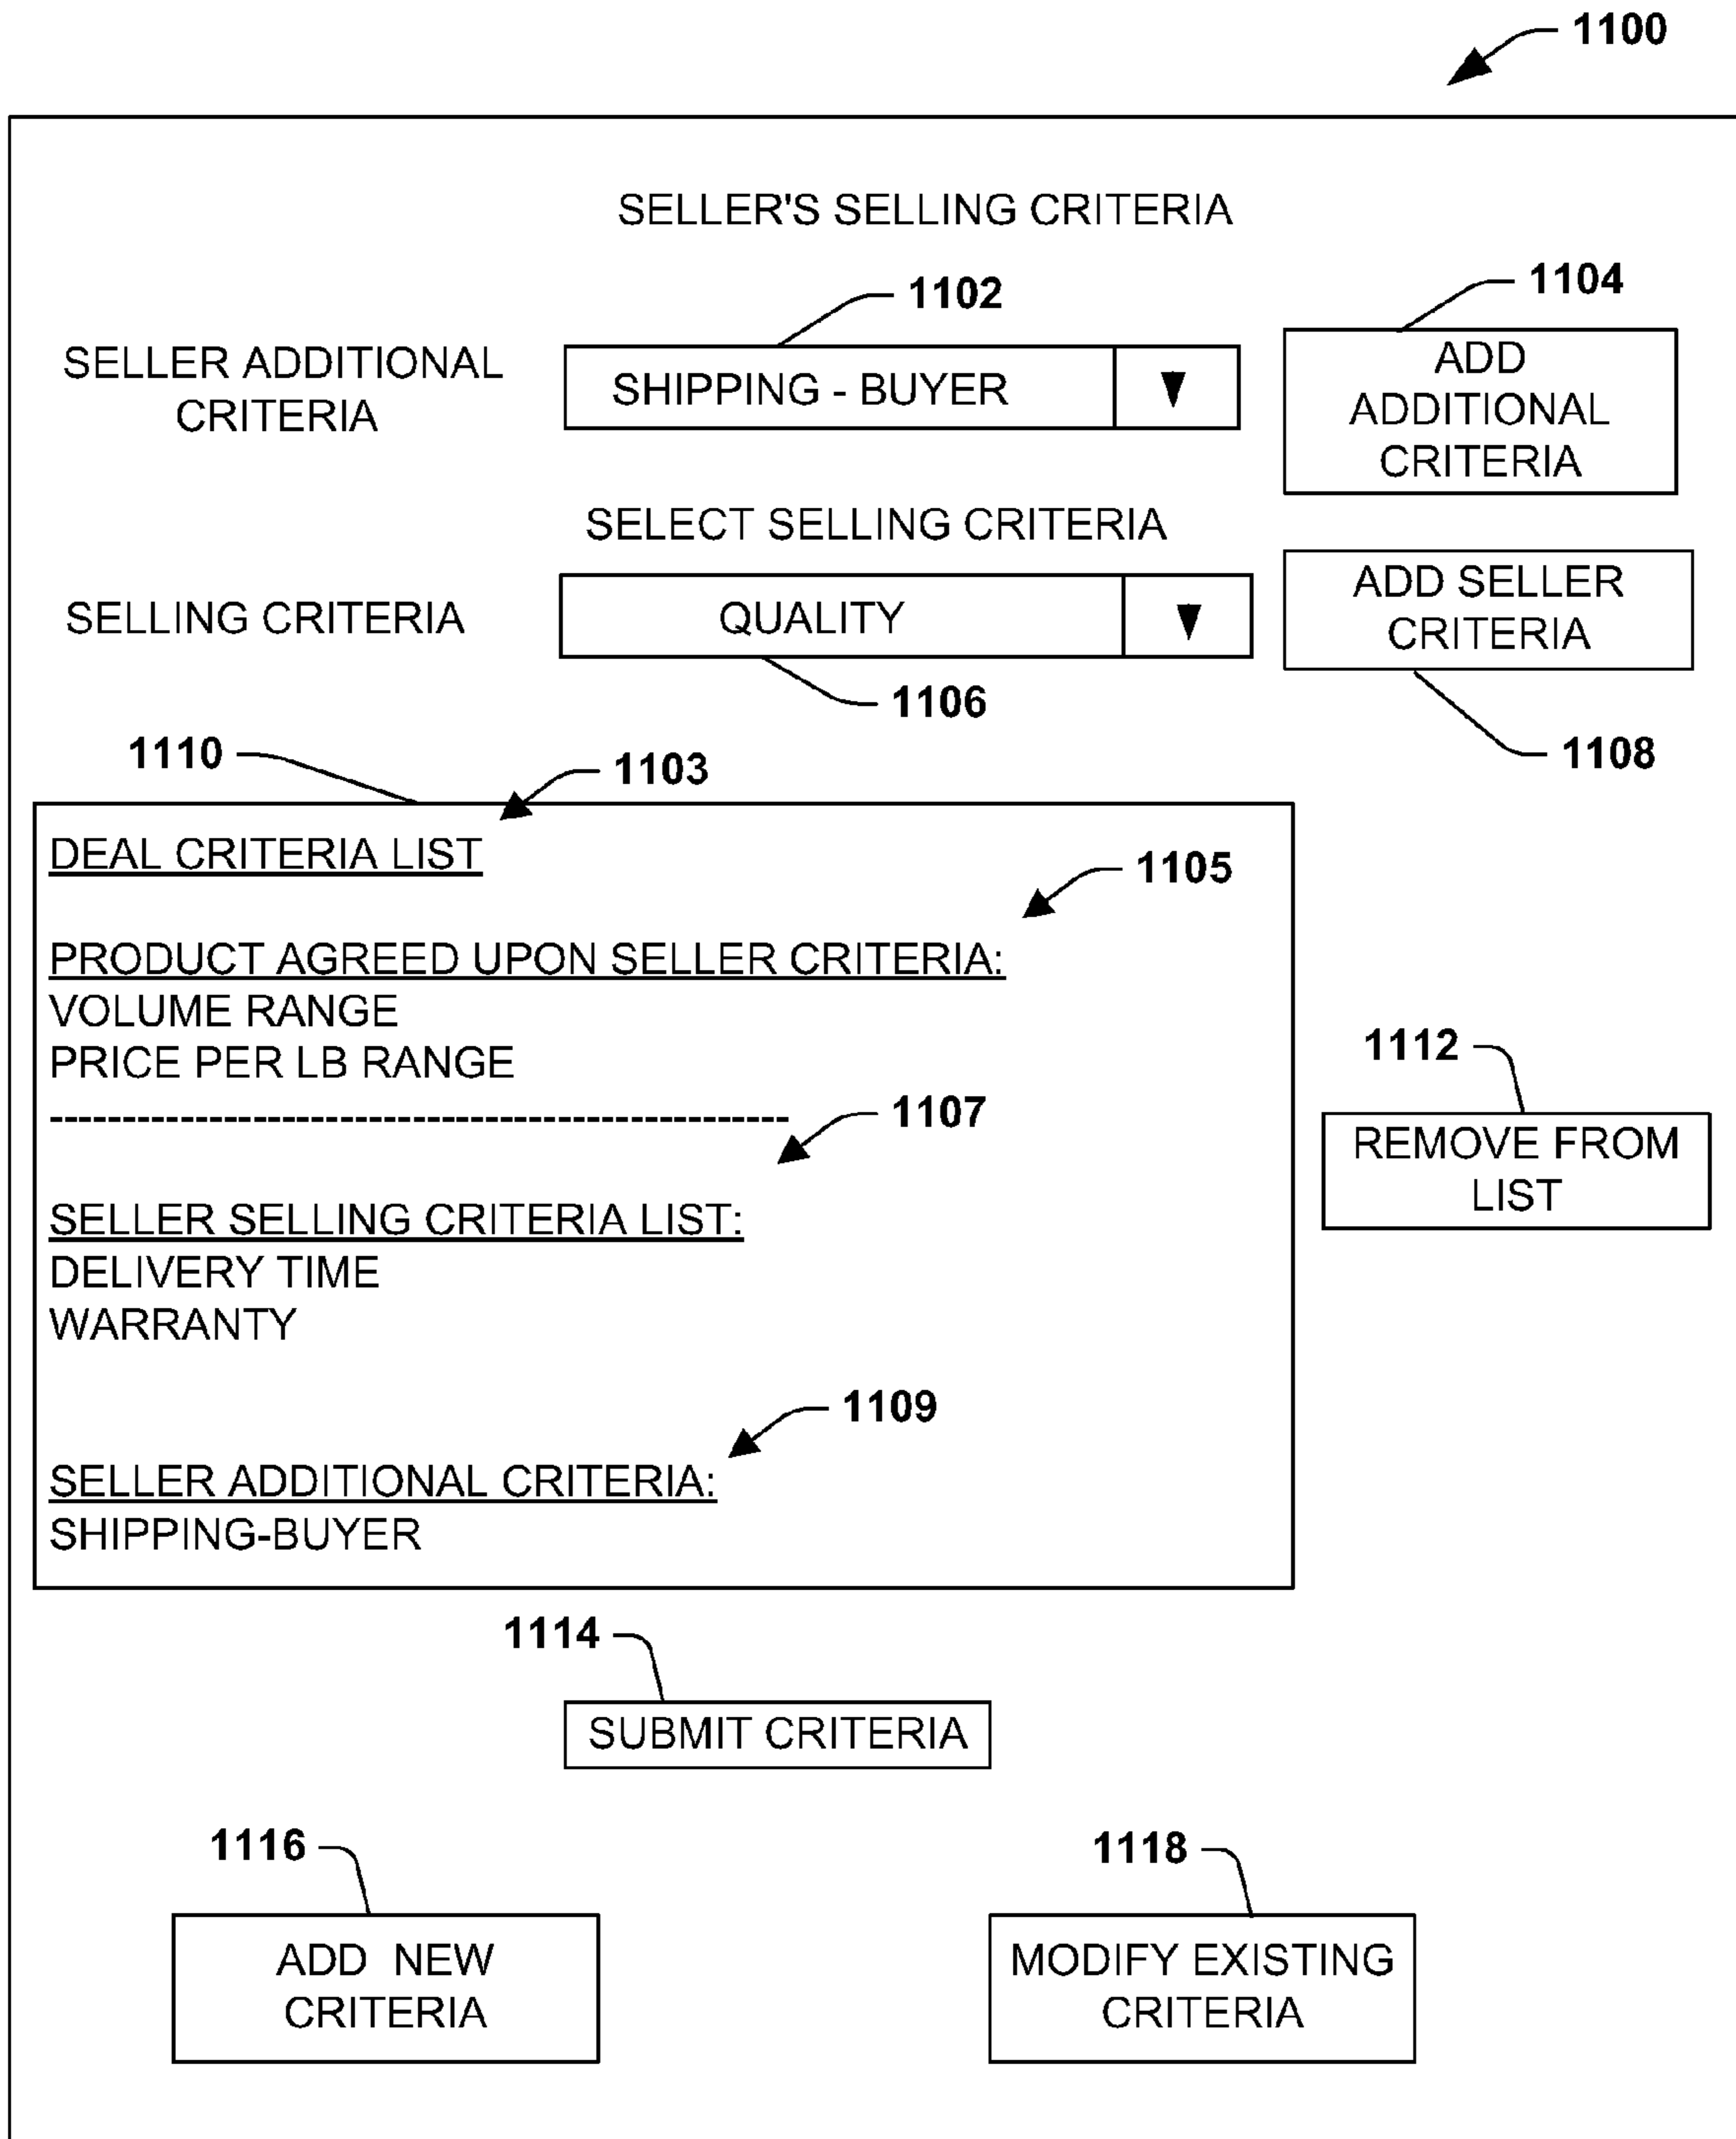 1100
SELLER'S SELLING CRITERIA
1102
1104
SELLER ADDITIONAL
CRITERIA
SHIPPING - BUYER
ADD
ADDITIONAL
CRITERIA
SELECT SELLING CRITERIA
SELLING CRITERIA
QUALITY
ADD SELLER
CRITERIA
1106
1108
1110
1103
DEAL CRITERIA LIST
1105
PRODUCT AGREED UPON SELLER CRITERIA:
VOLUME RANGE
PRICE PER LB RANGE
---------------------------------------------------
1107
1112
REMOVE FROM
LIST
SELLER SELLING CRITERIA LIST:
DELIVERY TIME
WARRANTY
1109
SELLER ADDITIONAL CRITERIA:
SHIPPING-BUYER
1114
SUBMIT CRITERIA
1116
1118
ADD NEW
CRITERIA
MODIFY EXISTING
CRITERIA